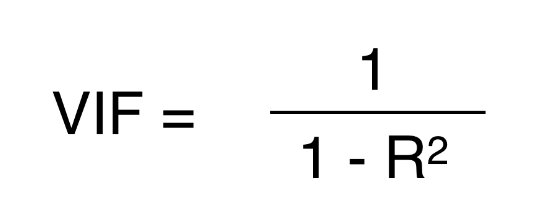 VIF = 1
1 - R²